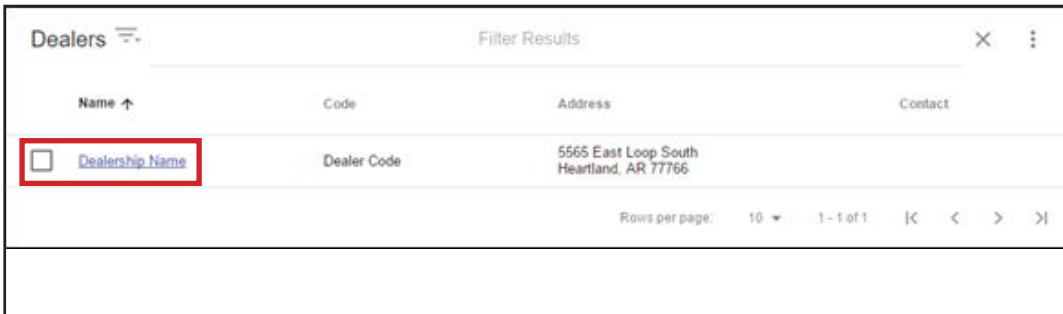 Dealers
Filter Results
Name Code Address Contact
Dealership Name Dealer Code 5565 East Loop South
Heartland, AR 77766
Rows per page: 10 1 - 1 of 1